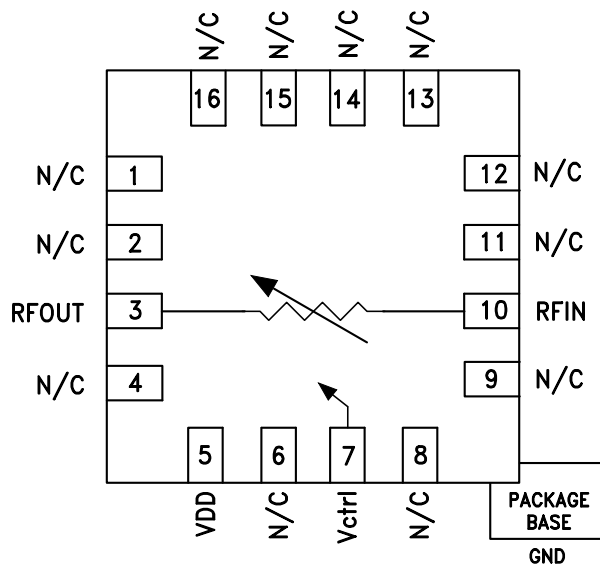 N/C N/C N/C N/C
16 15 14 13
N/C 1 12 N/C
N/C 2 11 N/C
RFOUT 3 10 RFIN
N/C 4 9 N/C
5 6 7 8
VDD N/C Vctrl N/C
PACKAGE
BASE
GND